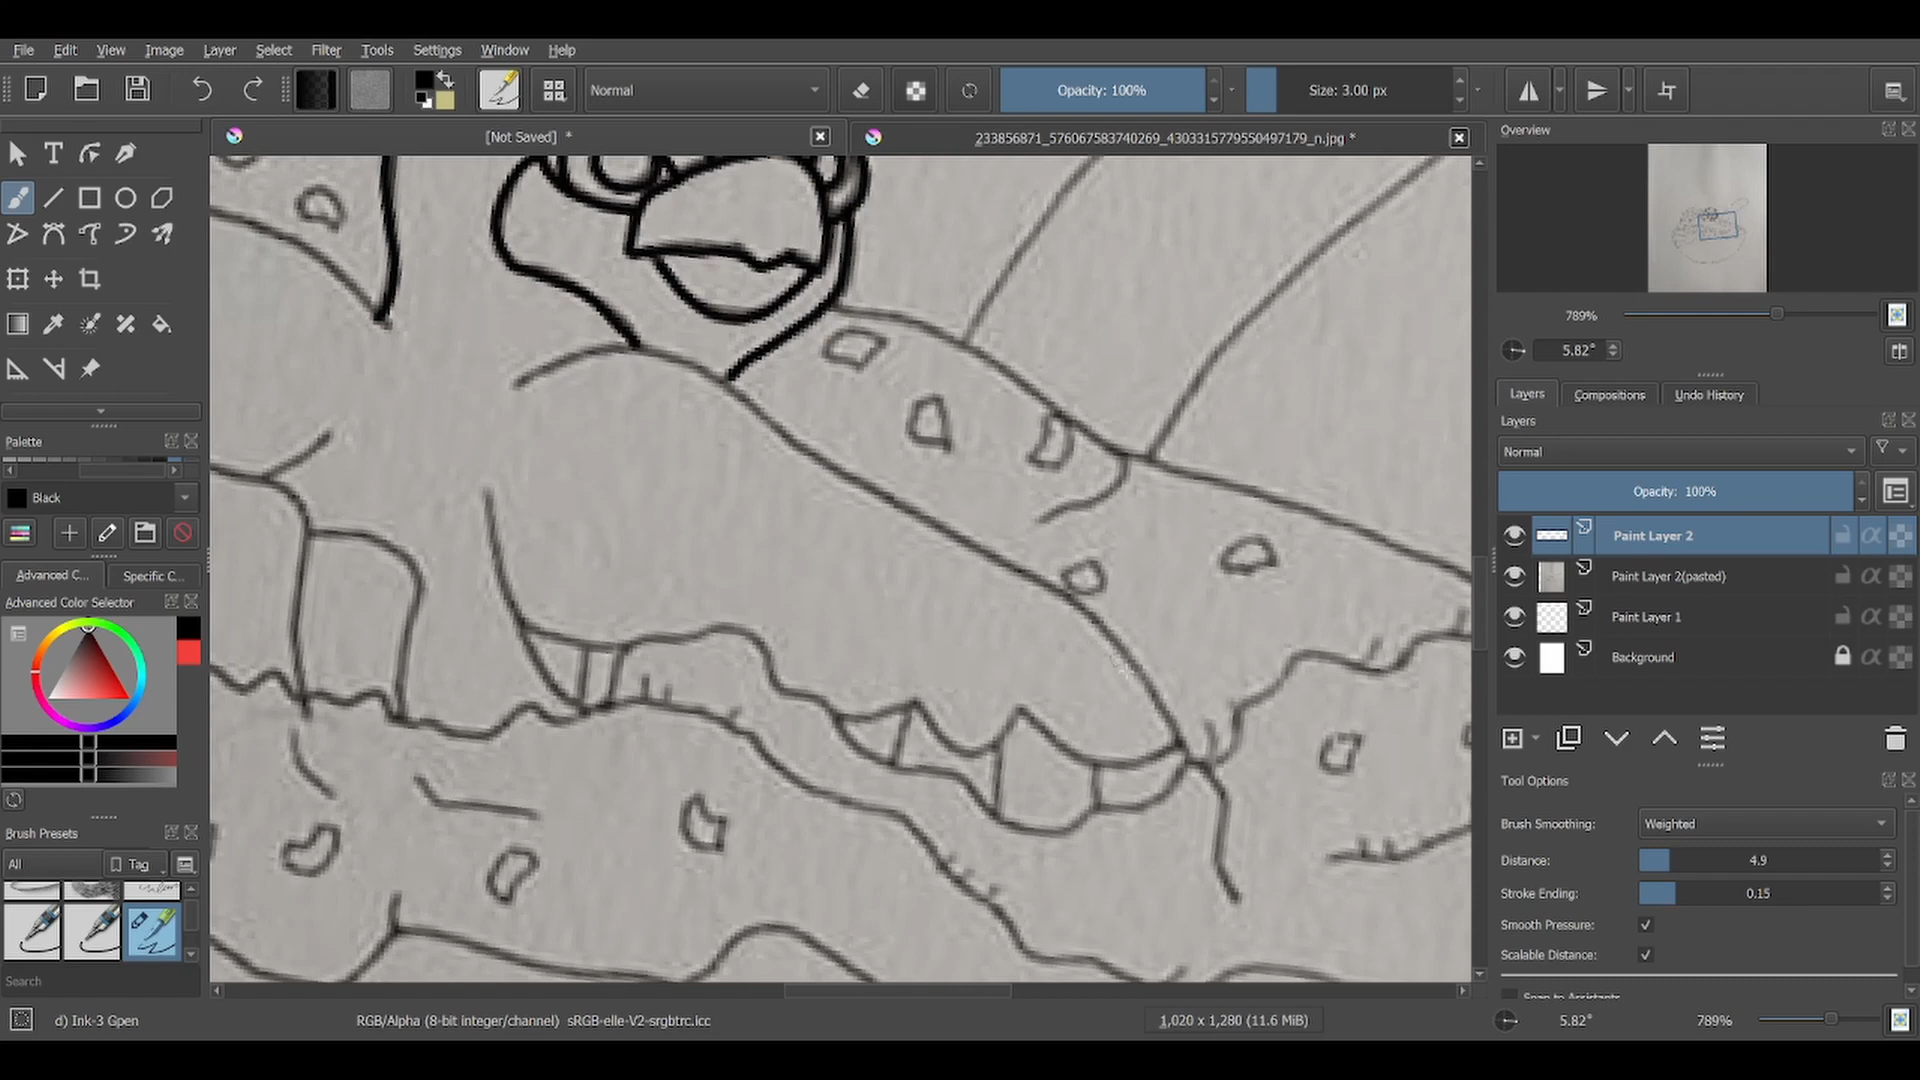 File Edit View Image Layer Select Filter Tools Settings Window Help
Normal Opacity: 100% Size: 3.00 px
[Not Saved] * 233856871_576067583740269_4303315779550497179_n.jpg *
Overview
789%
5.82°
Layers Compositions Undo History
Layers
Normal
Opacity: 100%
Paint Layer 2
Paint Layer 2(pasted)
Paint Layer 1
Background
Tool Options
Brush Smoothing: Weighted
Distance: 4.9
Stroke Ending: 0.15
Smooth Pressure:
Scalable Distance:
Snap to Assistants
Palette
Black
Advanced C... Specific C...
Advanced Color Selector
Brush Presets
All Tag
Search
d) Ink-3 Gpen RGB/Alpha (8-bit integer/channel) sRGB-elle-V2-srgbtrc.icc 1,020 x 1,280 (11.6 MiB) 5.82° 789%